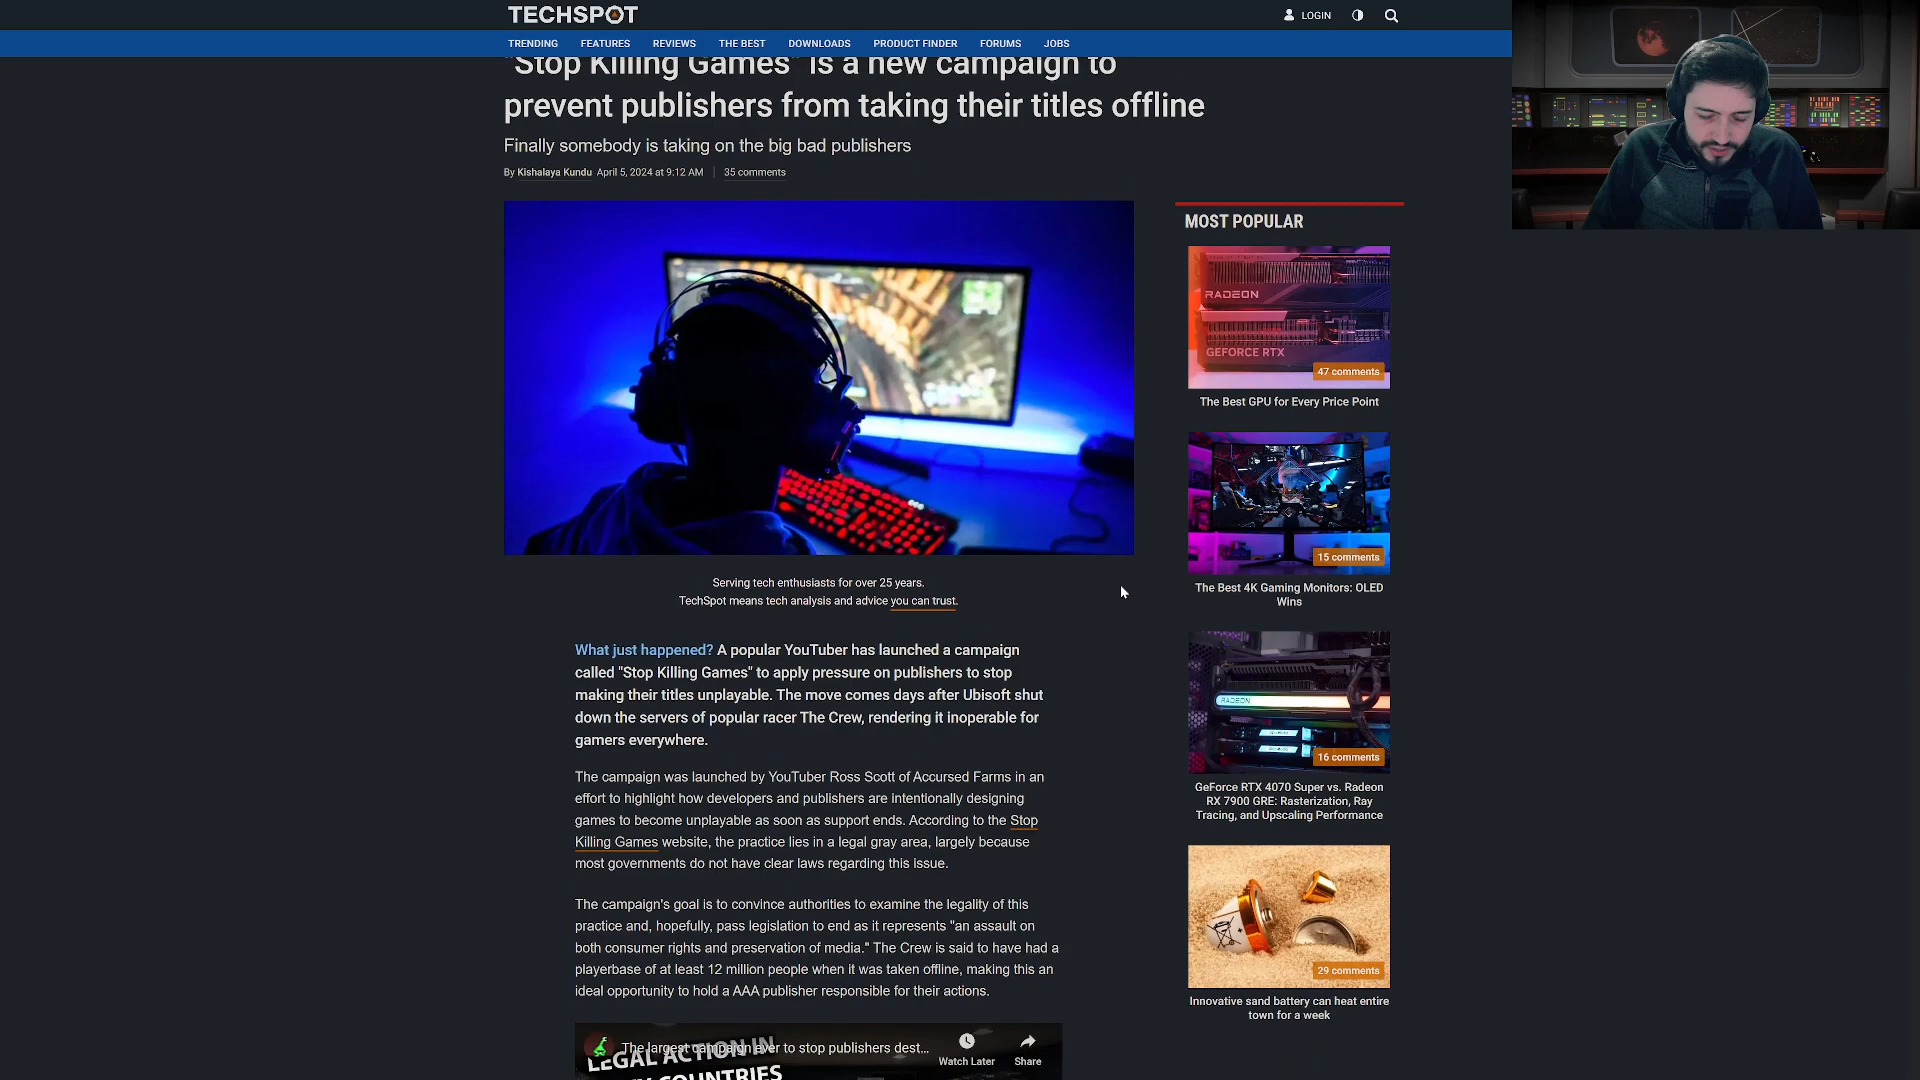 TECHSPOT
LOGIN
TRENDING FEATURES REVIEWS THE BEST DOWNLOADS PRODUCT FINDER FORUMS JOBS
"Stop Killing Games" is a new campaign to
prevent publishers from taking their titles offline
Finally somebody is taking on the big bad publishers
By Kishalaya Kundu April 5, 2024 at 9:12 AM 35 comments
Serving tech enthusiasts for over 25 years.
TechSpot means tech analysis and advice you can trust.
What just happened? A popular YouTuber has launched a campaign
called "Stop Killing Games" to apply pressure on publishers to stop
making their titles unplayable. The move comes days after Ubisoft shut
down the servers of popular racer The Crew, rendering it inoperable for
gamers everywhere.
The campaign was launched by YouTuber Ross Scott of Accursed Farms in an
effort to highlight how developers and publishers are intentionally designing
games to become unplayable as soon as support ends. According to the Stop
Killing Games website, the practice lies in a legal gray area, largely because
most governments do not have clear laws regarding this issue.
The campaign's goal is to convince authorities to examine the legality of this
practice and, hopefully, pass legislation to end as it represents "an assault on
both consumer rights and preservation of media." The Crew is said to have had a
playerbase of at least 12 million people when it was taken offline, making this an
ideal opportunity to hold a AAA publisher responsible for their actions.
The largest campaign ever to stop publishers dest...
LEGAL ACTION IN
COUNTRIES
Watch Later
Share
MOST POPULAR
RADEON
GEFORCE RTX
47 comments
The Best GPU for Every Price Point
15 comments
The Best 4K Gaming Monitors: OLED
Wins
RADEON
16 comments
GeForce RTX 4070 Super vs. Radeon
RX 7900 GRE: Rasterization, Ray
Tracing, and Upscaling Performance
29 comments
Innovative sand battery can heat entire
town for a week